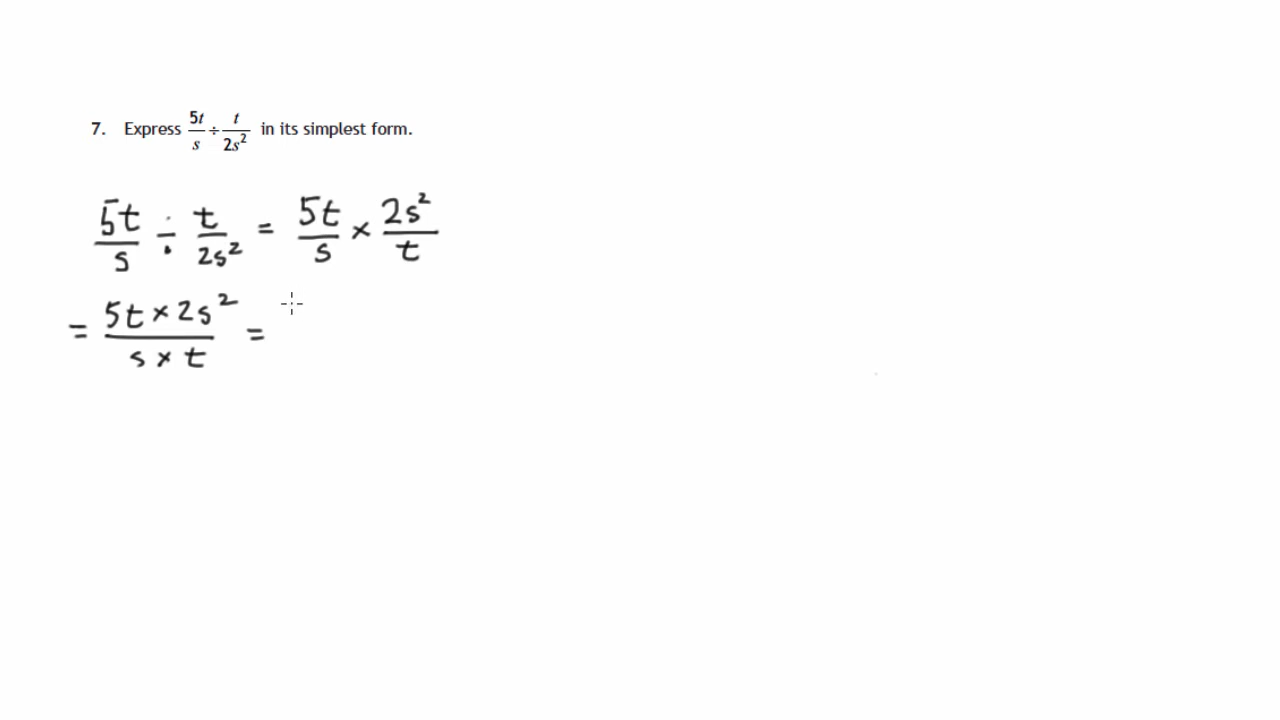 7. Express 5t/s ÷ t/2s² in its simplest form.
5t/s ÷ t/2s² = 5t/s × 2s²/t
= 5t × 2s²/s × t =